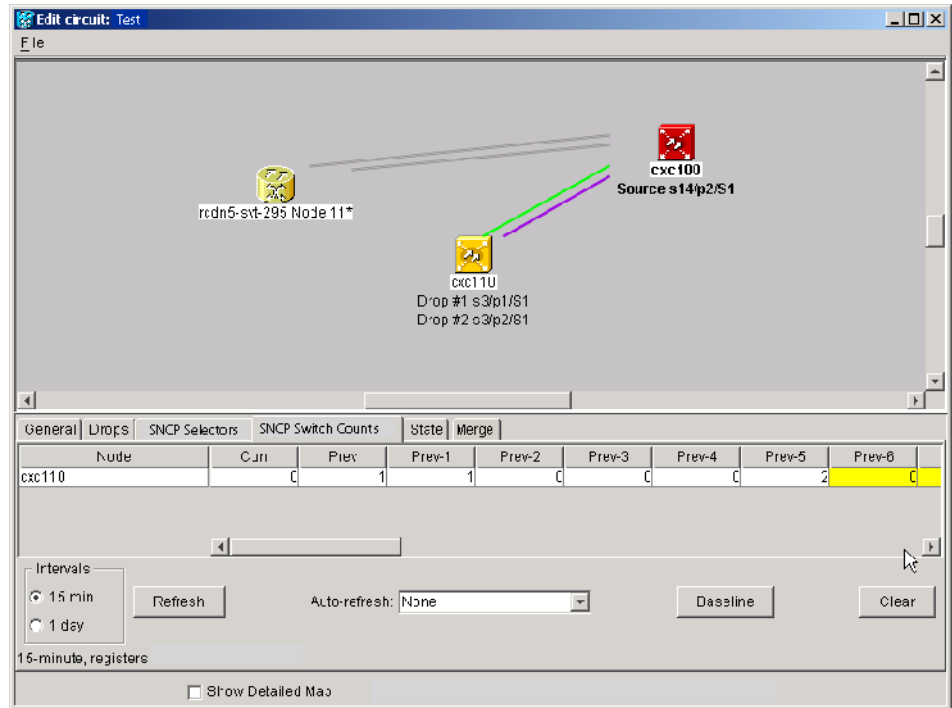 Edit circuit: Test
File
cxc100
Source s14/p2/S1
rcdn5-svt-295 Node 11*
cxc110
Drop #1 s3/p1/S1
Drop #2 s3/p2/S1
General Drops SNCP Selectors SNCP Switch Counts State Merge
Node Curr Prev Prev-1 Prev-2 Prev-3 Prev-4 Prev-5 Prev-6
cxc110 0 1 1 0 0 0 2 0
Intervals
15 min
1 day
Refresh
Auto-refresh: None
Baseline
Clear
15-minute, registers
Show Detailed Map